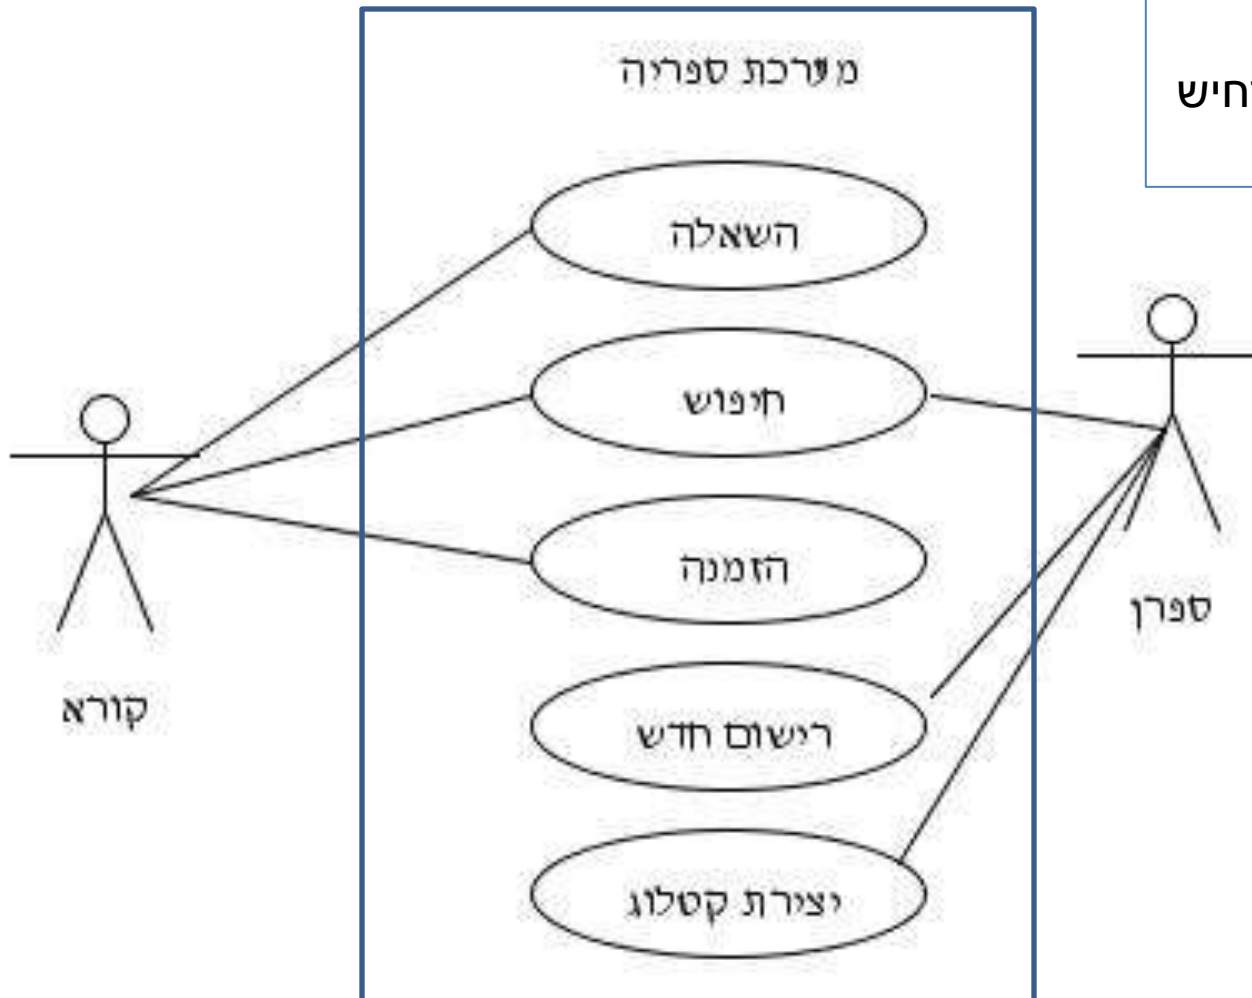 מערכת ספריה
השאלה
חיפוש
הזמנה
רישום חדש
יצירת קטלוג
קורא
ספרן